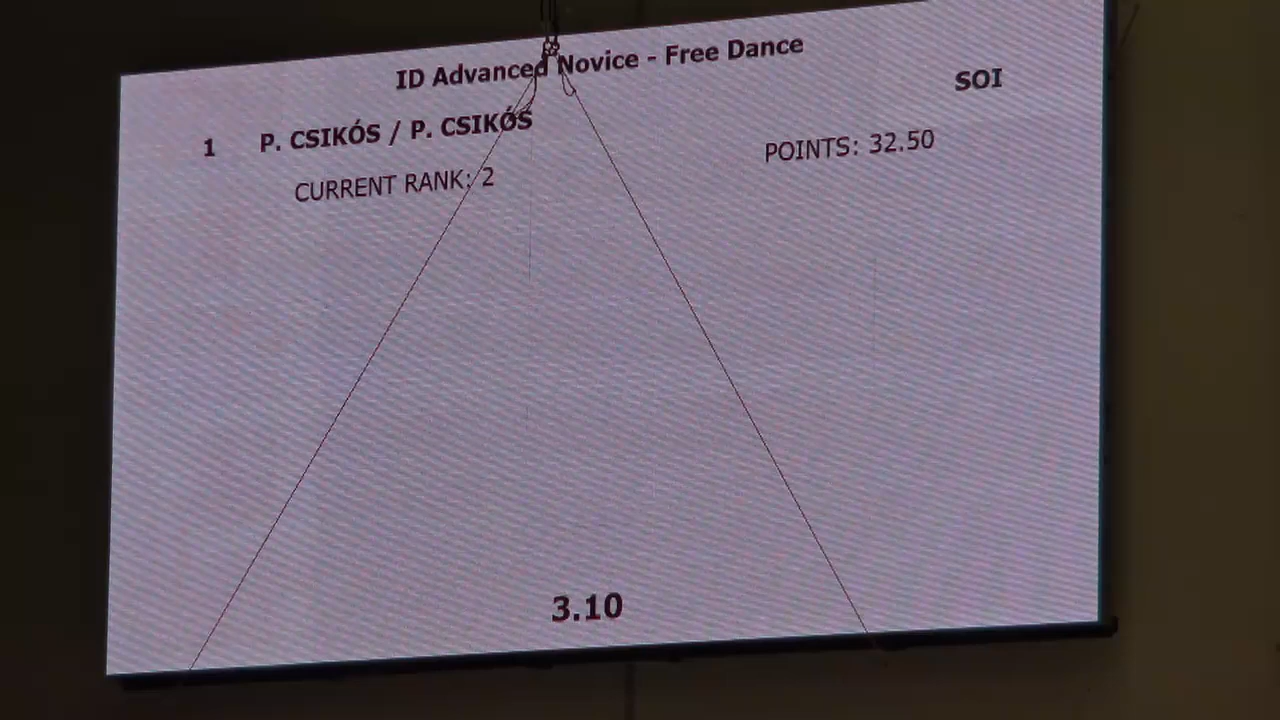 ID Advanced Novice - Free Dance
SOI
1 P. CSIKÓS / P. CSIKÓS
POINTS: 32.50
CURRENT RANK: 2
3.10